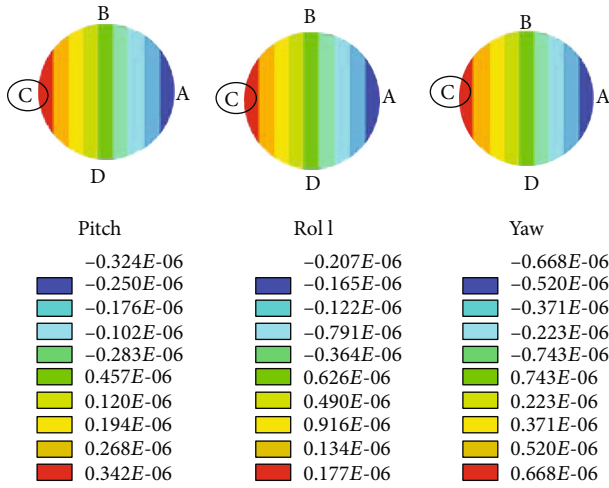 B B B
C A C A C A
D D D
Pitch Rol l Yaw
–0.324E-06 –0.207E-06 –0.668E-06
–0.250E-06 –0.165E-06 –0.520E-06
–0.176E-06 –0.122E-06 –0.371E-06
–0.102E-06 –0.791E-06 –0.223E-06
–0.283E-06 –0.364E-06 –0.743E-06
0.457E-06 0.626E-06 0.743E-06
0.120E-06 0.490E-06 0.223E-06
0.194E-06 0.916E-06 0.371E-06
0.268E-06 0.134E-06 0.520E-06
0.342E-06 0.177E-06 0.668E-06